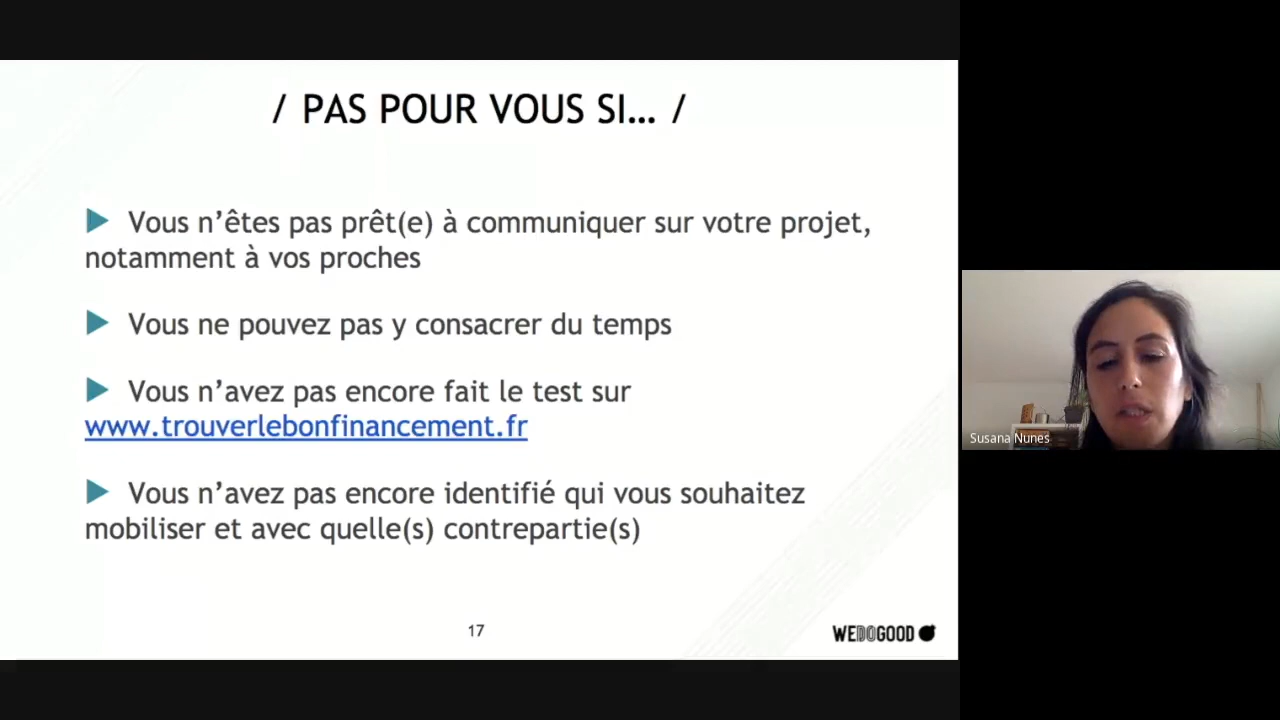 / PAS POUR VOUS SI… /
▶ Vous n’êtes pas prêt(e) à communiquer sur votre projet,
notamment à vos proches
▶ Vous ne pouvez pas y consacrer du temps
▶ Vous n’avez pas encore fait le test sur
www.trouverlebonfinancement.fr
▶ Vous n’avez pas encore identifié qui vous souhaitez
mobiliser et avec quelle(s) contrepartie(s)
17
WEDOGOOD
Susana Nunes